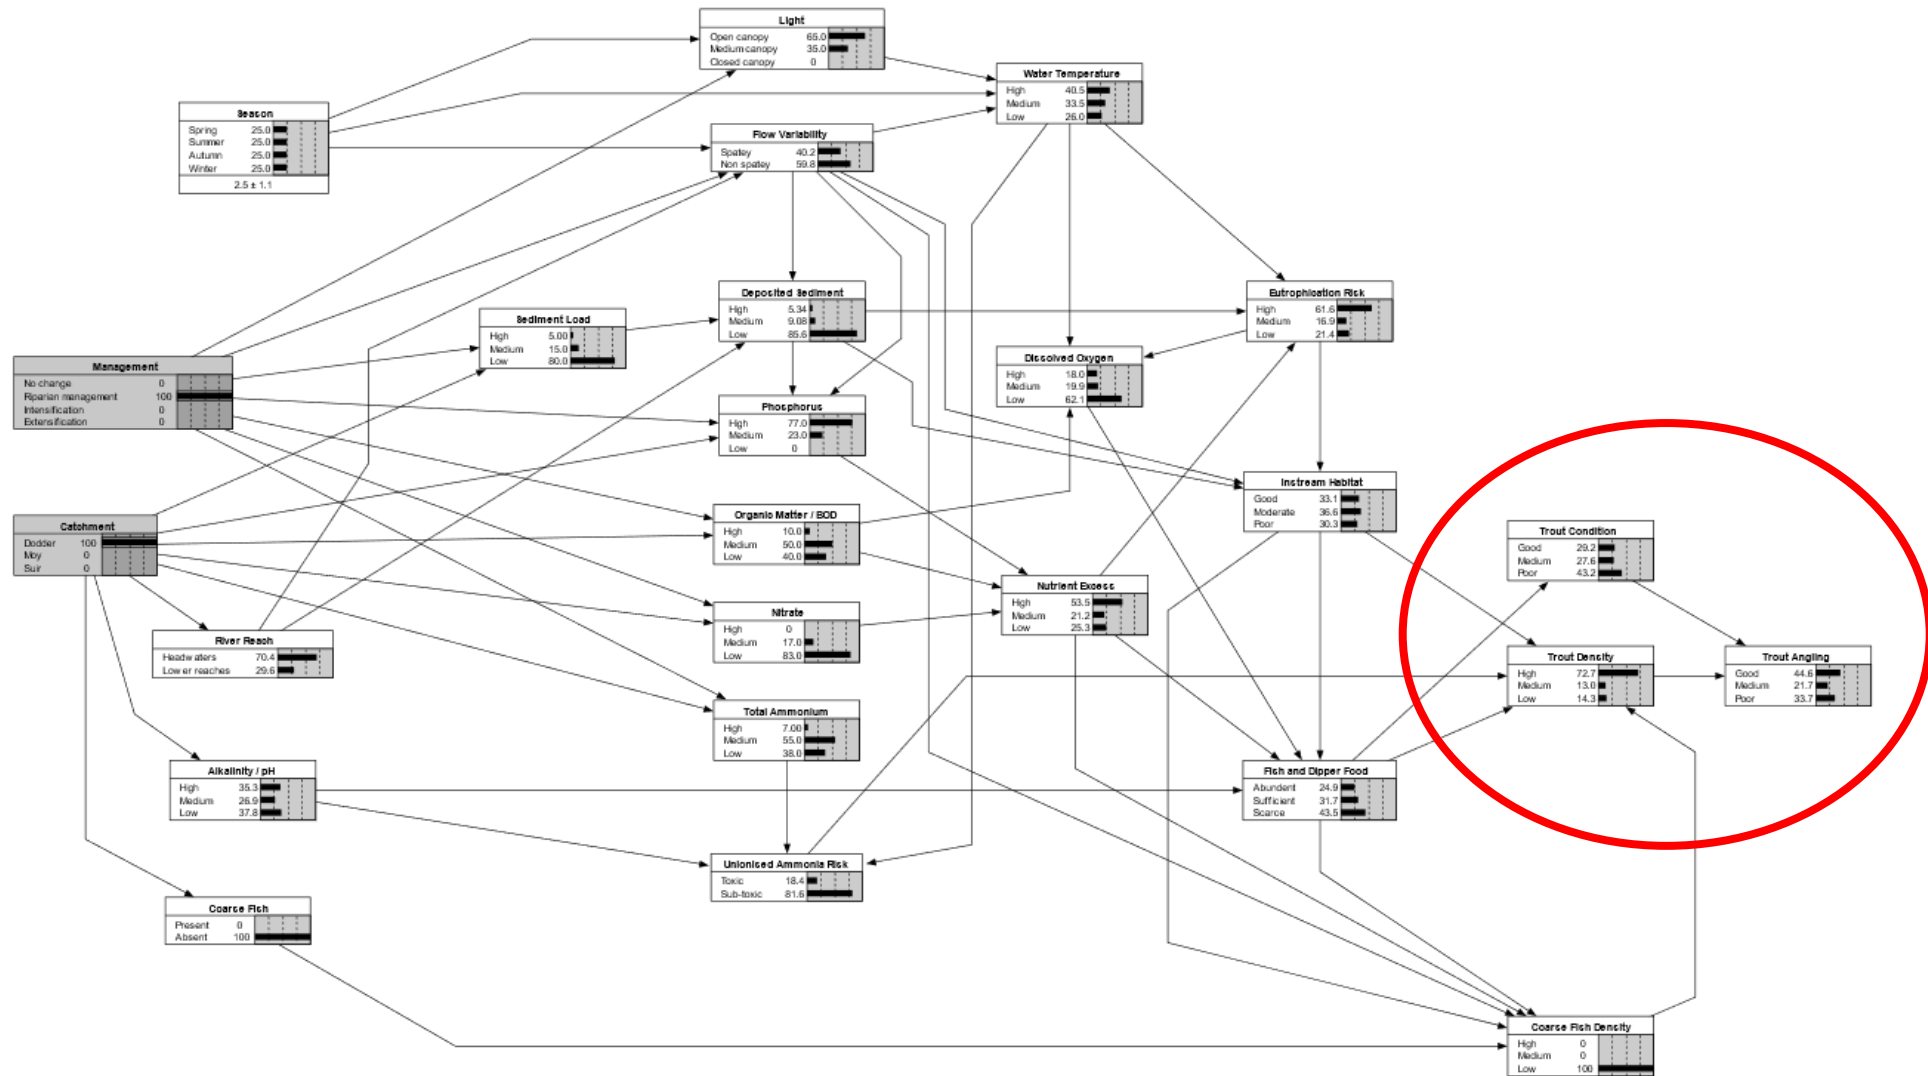 Light
Open canopy 65.0
Medium canopy 35.0
Closed canopy 0
Water Temperature
High 40.5
Medium 33.5
Low 26.0
Season
Spring 25.0
Summer 25.0
Autumn 25.0
Winter 25.0
2.5 ± 1.1
Flow Variability
Spatey 40.2
Non spatey 59.8
Deposited Sediment
High 5.34
Medium 9.08
Low 85.6
Eutrophication Risk
High 61.6
Medium 16.9
Low 21.4
Sediment Load
High 5.00
Medium 15.0
Low 80.0
Dissolved Oxygen
High 18.0
Medium 19.9
Low 62.1
Management
No change 0
Riparian management 100
Intensification 0
Extensification 0
Phosphorus
High 77.0
Medium 23.0
Low 0
Instream Habitat
Good 33.1
Moderate 36.6
Poor 30.3
Organic Matter / BOD
High 10.0
Medium 50.0
Low 40.0
Catchment
Dodder 100
Moy 0
Suir 0
Trout Condition
Good 29.2
Medium 27.6
Poor 43.2
Nutrient Excess
High 53.5
Medium 21.2
Low 25.3
Nitrate
High 0
Medium 17.0
Low 83.0
River Reach
Headwaters 70.4
Lower reaches 29.6
Trout Density
High 72.7
Medium 13.0
Low 14.3
Trout Angling
Good 44.6
Medium 21.7
Poor 33.7
Total Ammonium
High 7.00
Medium 55.0
Low 38.0
Alkalinity / pH
High 35.3
Medium 26.9
Low 37.8
Fish and Dipper Food
Abundent 24.9
Sufficient 31.7
Scarce 43.5
Unionised Ammonia Risk
Toxic 18.4
Sub-toxic 81.6
Coarse Fish
Present 0
Absent 100
Coarse Fish Density
High 0
Medium 0
Low 100